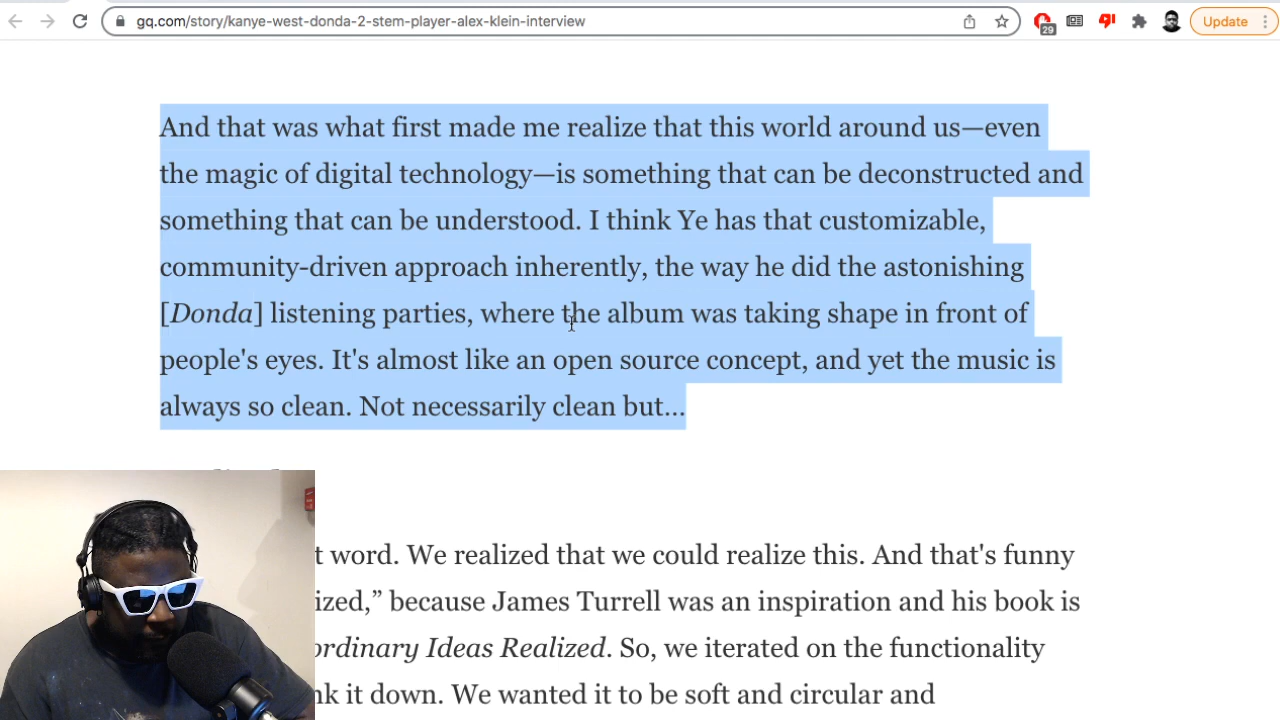 gq.com/story/kanye-west-donda-2-stem-player-alex-klein-interview
29
Update
And that was what first made me realize that this world around us—even
the magic of digital technology—is something that can be deconstructed and
something that can be understood. I think Ye has that customizable,
community-driven approach inherently, the way he did the astonishing
[Donda] listening parties, where the album was taking shape in front of
people's eyes. It's almost like an open source concept, and yet the music is
always so clean. Not necessarily clean but...
t word. We realized that we could realize this. And that's funny
ized,” because James Turrell was an inspiration and his book is
ordinary Ideas Realized. So, we iterated on the functionality
nk it down. We wanted it to be soft and circular and